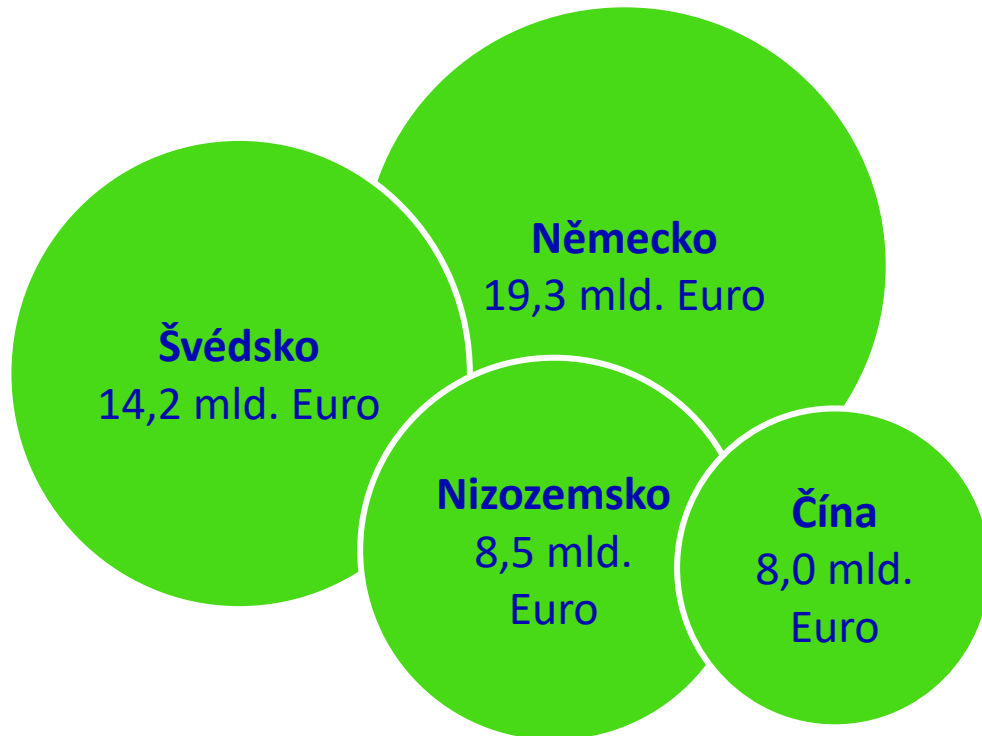 Německo
19,3 mld. Euro
Švédsko
14,2 mld. Euro
Nizozemsko
8,5 mld.
Euro
Čína
8,0 mld.
Euro